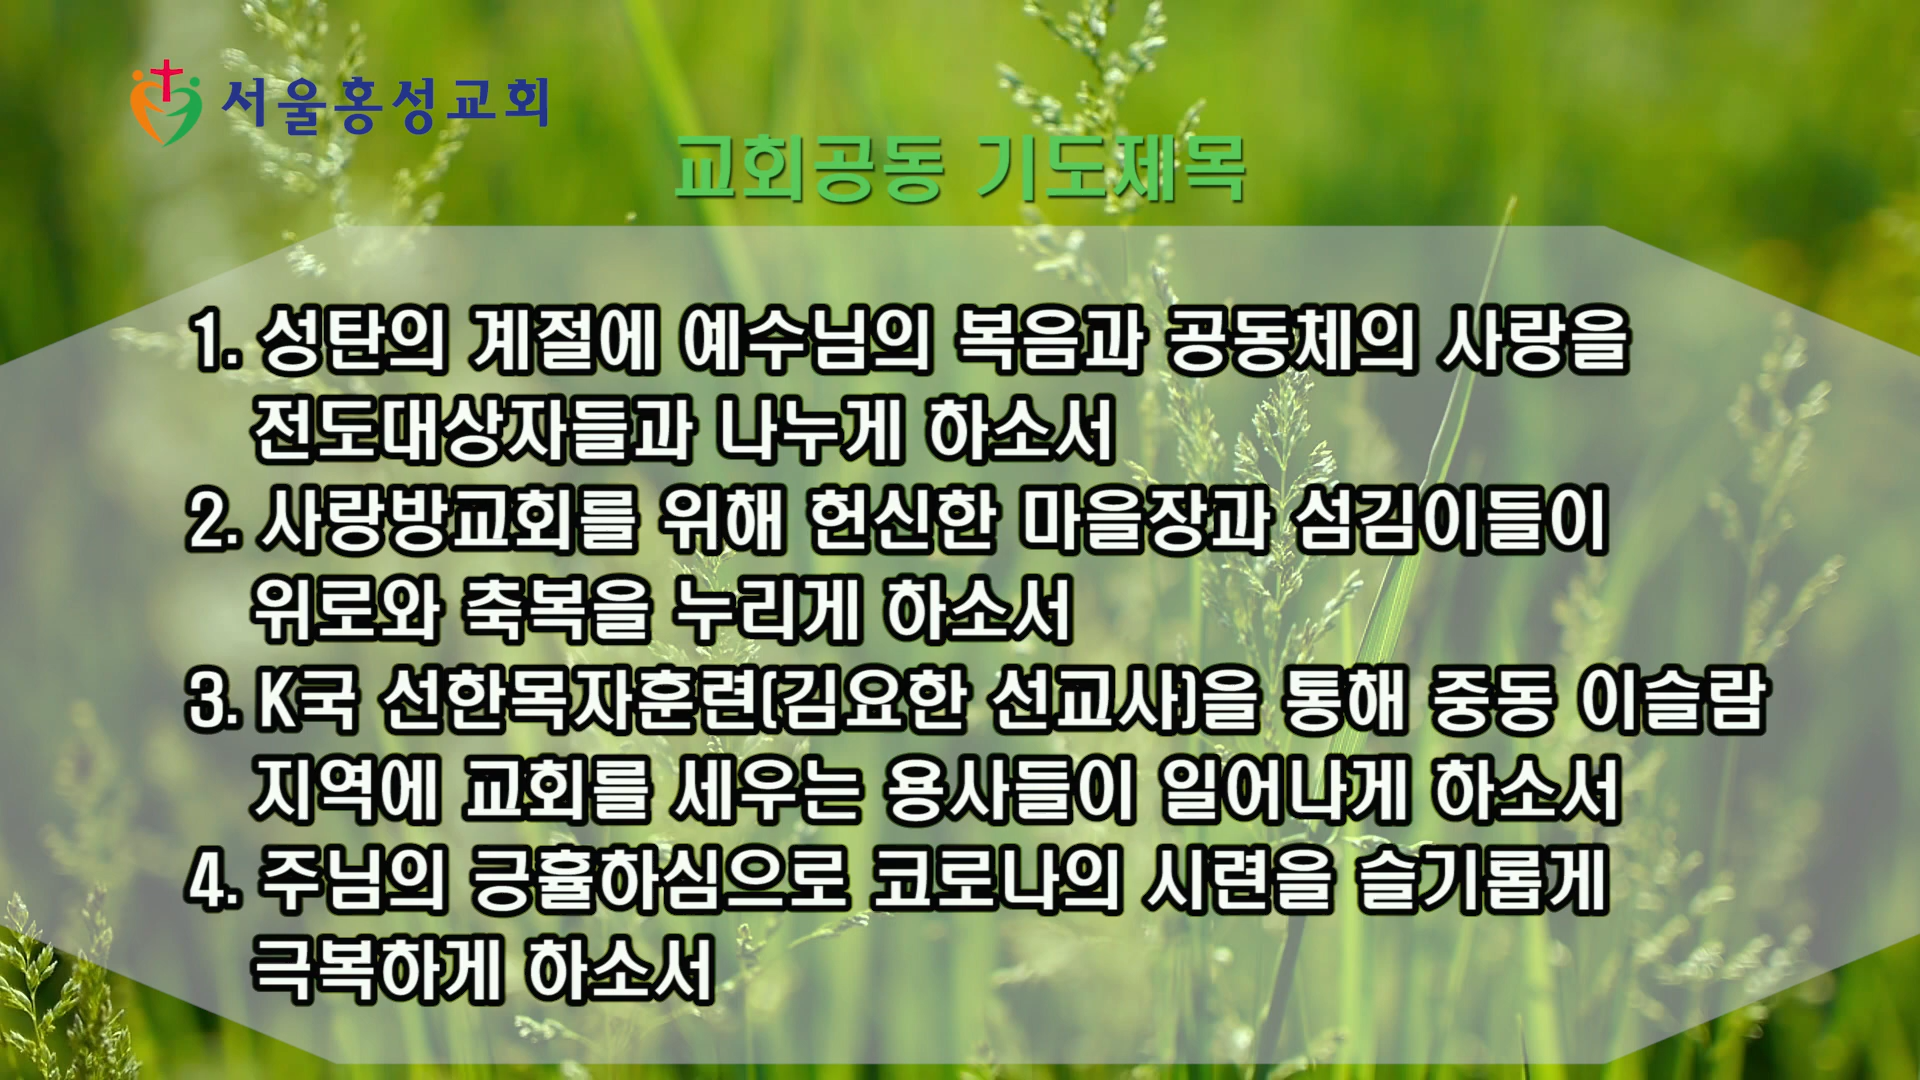 서울홍성교회
교회공동 기도제목
1. 성탄의 계절에 예수님의 복음과 공동체의 사랑을
전도대상자들과 나누게 하소서
2. 사랑방교회를 위해 헌신한 마을장과 섬김이들이
위로와 축복을 누리게 하소서
3. K국 선한목자훈련(김요한 선교사)을 통해 중동 이슬람
지역에 교회를 세우는 용사들이 일어나게 하소서
4. 주님의 긍휼하심으로 코로나의 시련을 슬기롭게
극복하게 하소서